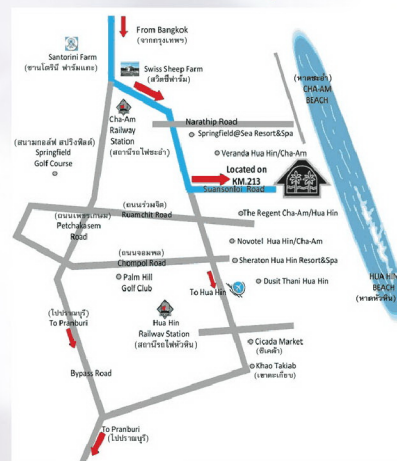 From Bangkok
(จากกรุงเทพฯ)
Santorini Farm
(ซานโตรินี ฟาร์มแกะ)
Swiss Sheep Farm
(สวิตชีฟาร์ม)
(หาดชะอำ)
CHA-AM
BEACH
Cha-Am
Railway
Station
(สถานีรถไฟชะอำ)
Narathip Road
Springfield@Sea Resort&Spa
(สนามกอล์ฟ สปริงฟิลด์)
Springfield
Golf Course
Veranda Hua Hin/Cha-Am
Located on
KM.213
Suansonloi Road
(ถนนร่วมจิต)
Ruamchit Road
(ถนนเพชรเกษม)
Petchakasem
Road
The Regent Cha-Am/Hua Hin
Novotel Hua Hin/Cha-Am
(ถนนจอมพล)
Chompol Road
Sheraton Hua Hin Resort&Spa
Palm Hill
Golf Club
To Hua Hin
Dusit Thani Hua Hin
HUA HIN
BEACH
(หาดหัวหิน)
(ไปปราณบุรี)
To Pranburi
Hua Hin
Railway Station
(สถานีรถไฟหัวหิน)
Cicada Market
(ซิเคด้า)
Khao Takiab
(เขาตะเกียบ)
Bypass Road
To Pranburi
(ไปปราณบุรี)